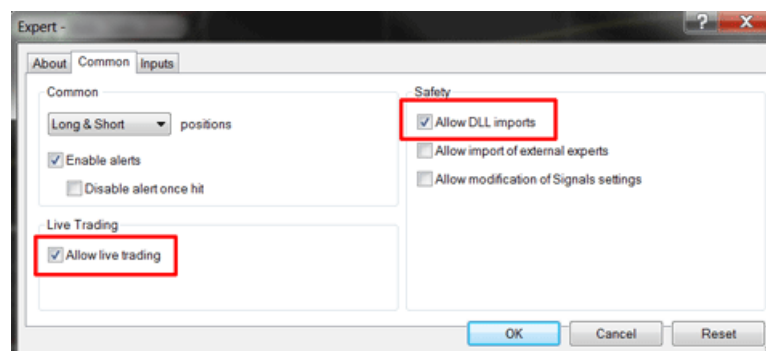 Expert -
? X
About Common Inputs
Common
Long & Short positions
Enable alerts
Disable alert once hit
Live Trading
Allow live trading
Safety
Allow DLL imports
Allow import of external experts
Allow modification of Signals settings
OK Cancel Reset